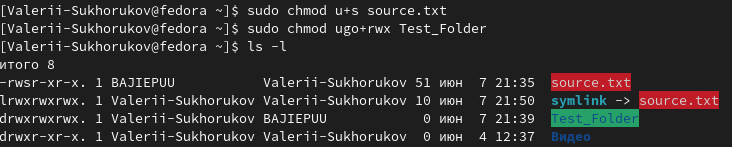 [Valerii-Sukhorukov@fedora ~]$ sudo chmod u+s source.txt
[Valerii-Sukhorukov@fedora ~]$ sudo chmod ugo+rwx Test_Folder
[Valerii-Sukhorukov@fedora ~]$ ls -l
итого 8
-rwsr-xr-x. 1 BAJIEPUU Valerii-Sukhorukov 51 июн 7 21:35 source.txt
lrwxrwxrwx. 1 Valerii-Sukhorukov Valerii-Sukhorukov 10 июн 7 21:50 symlink -> source.txt
drwxrwxrwx. 1 Valerii-Sukhorukov BAJIEPUU 0 июн 7 21:39 Test_Folder
drwxr-xr-x. 1 Valerii-Sukhorukov Valerii-Sukhorukov 0 июн 4 12:37 Видео